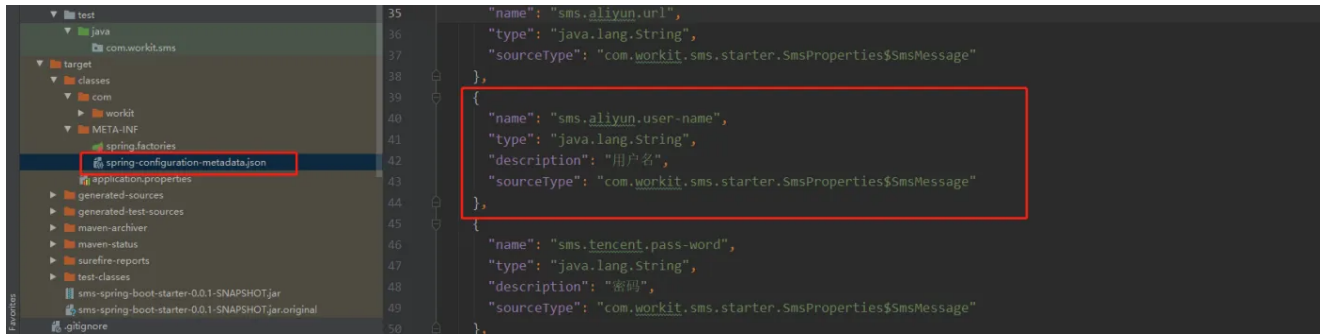 test
java
com.workit.sms
target
classes
com
workit
META-INF
spring.factories
spring-configuration-metadata.json
application.properties
generated-sources
generated-test-sources
maven-archiver
maven-status
surefire-reports
test-classes
sms-spring-boot-starter-0.0.1-SNAPSHOT.jar
sms-spring-boot-starter-0.0.1-SNAPSHOT.jar.original
.gitignore
Favorites
35 "name": "sms.aliyun.url",
36 "type": "java.lang.String",
37 "sourceType": "com.workit.sms.starter.SmsProperties$SmsMessage"
38 },
39 {
40 "name": "sms.aliyun.user-name",
41 "type": "java.lang.String",
42 "description": "用户名",
43 "sourceType": "com.workit.sms.starter.SmsProperties$SmsMessage"
44 },
45 {
46 "name": "sms.tencent.pass-word",
47 "type": "java.lang.String",
48 "description": "密码",
49 "sourceType": "com.workit.sms.starter.SmsProperties$SmsMessage"
50 },